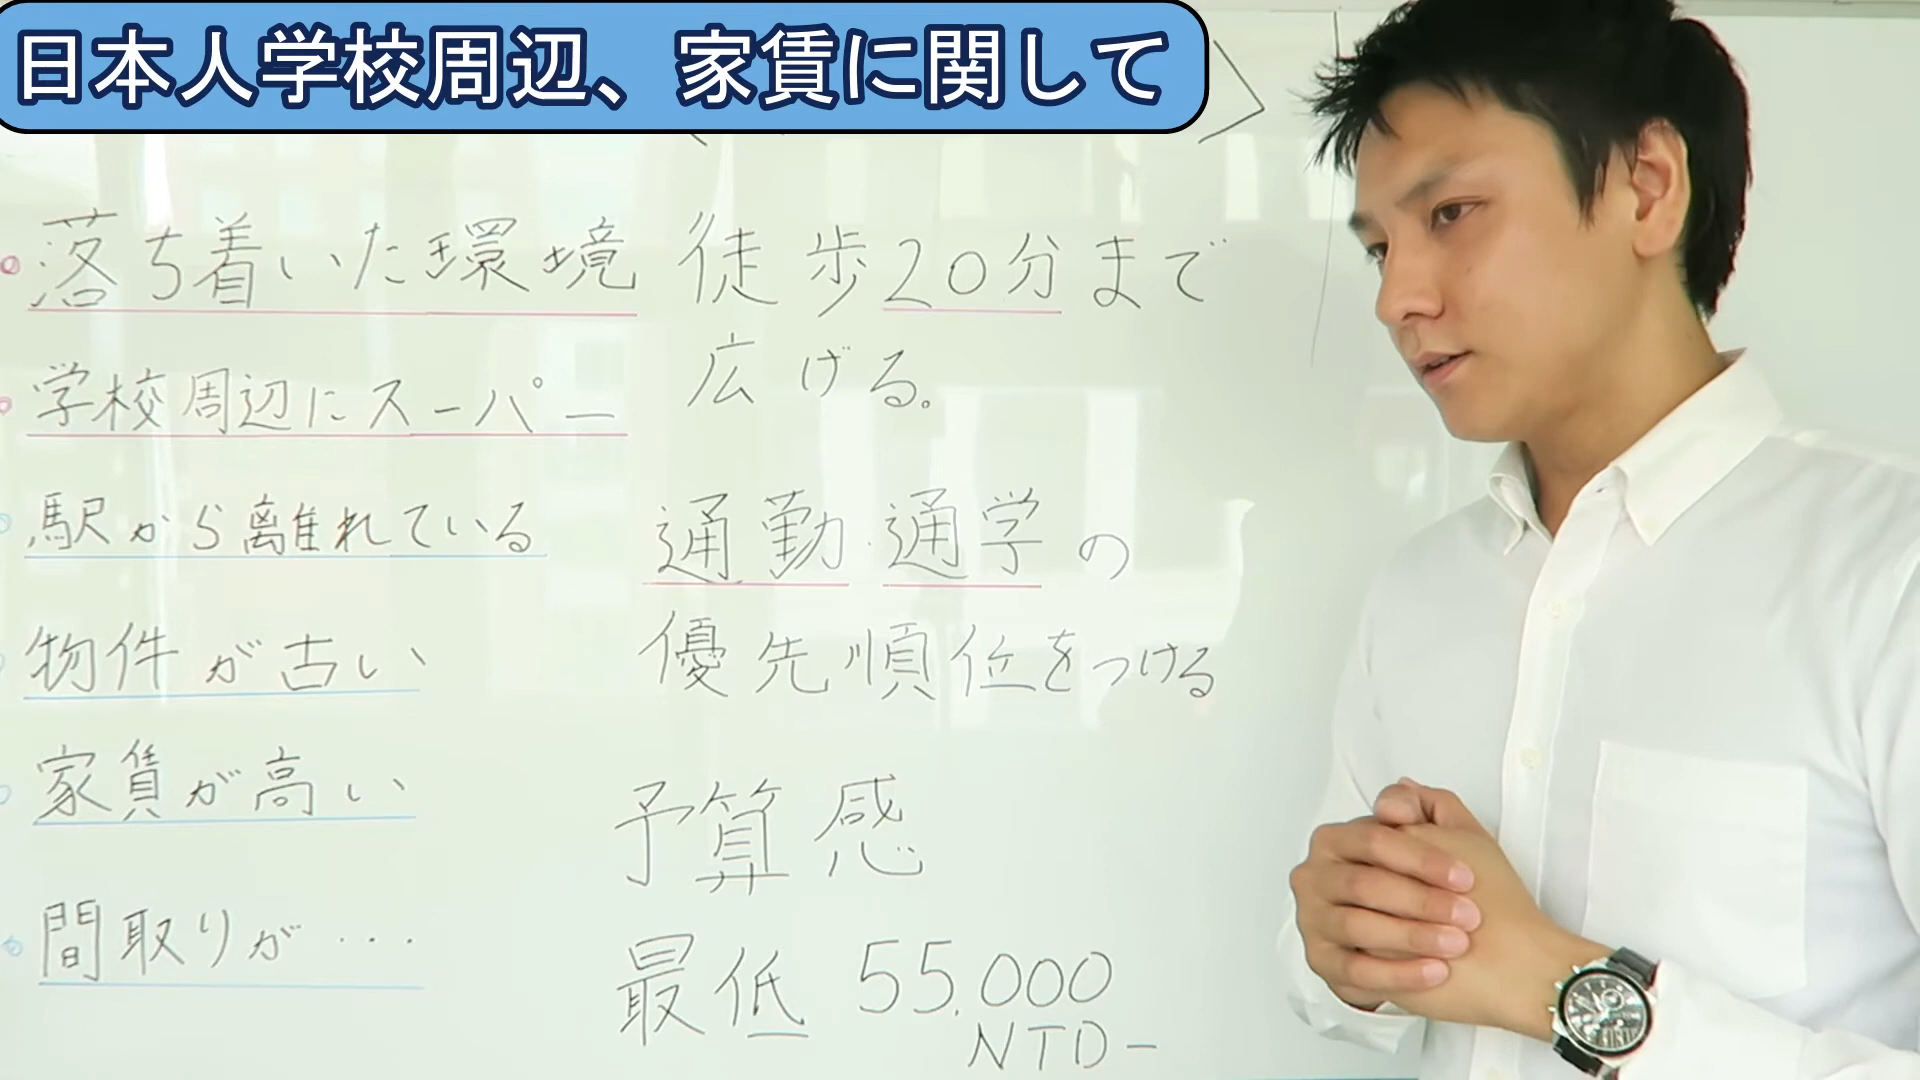 日本人学校周辺、家賃に関して
落ち着いた環境
学校周辺にスーパー
駅から離れている
物件が古い
家賃が高い
間取りが...
徒歩20分まで
広げる。
通勤・通学の
優先順位をつける
予算感
最低 55.000
NTD-